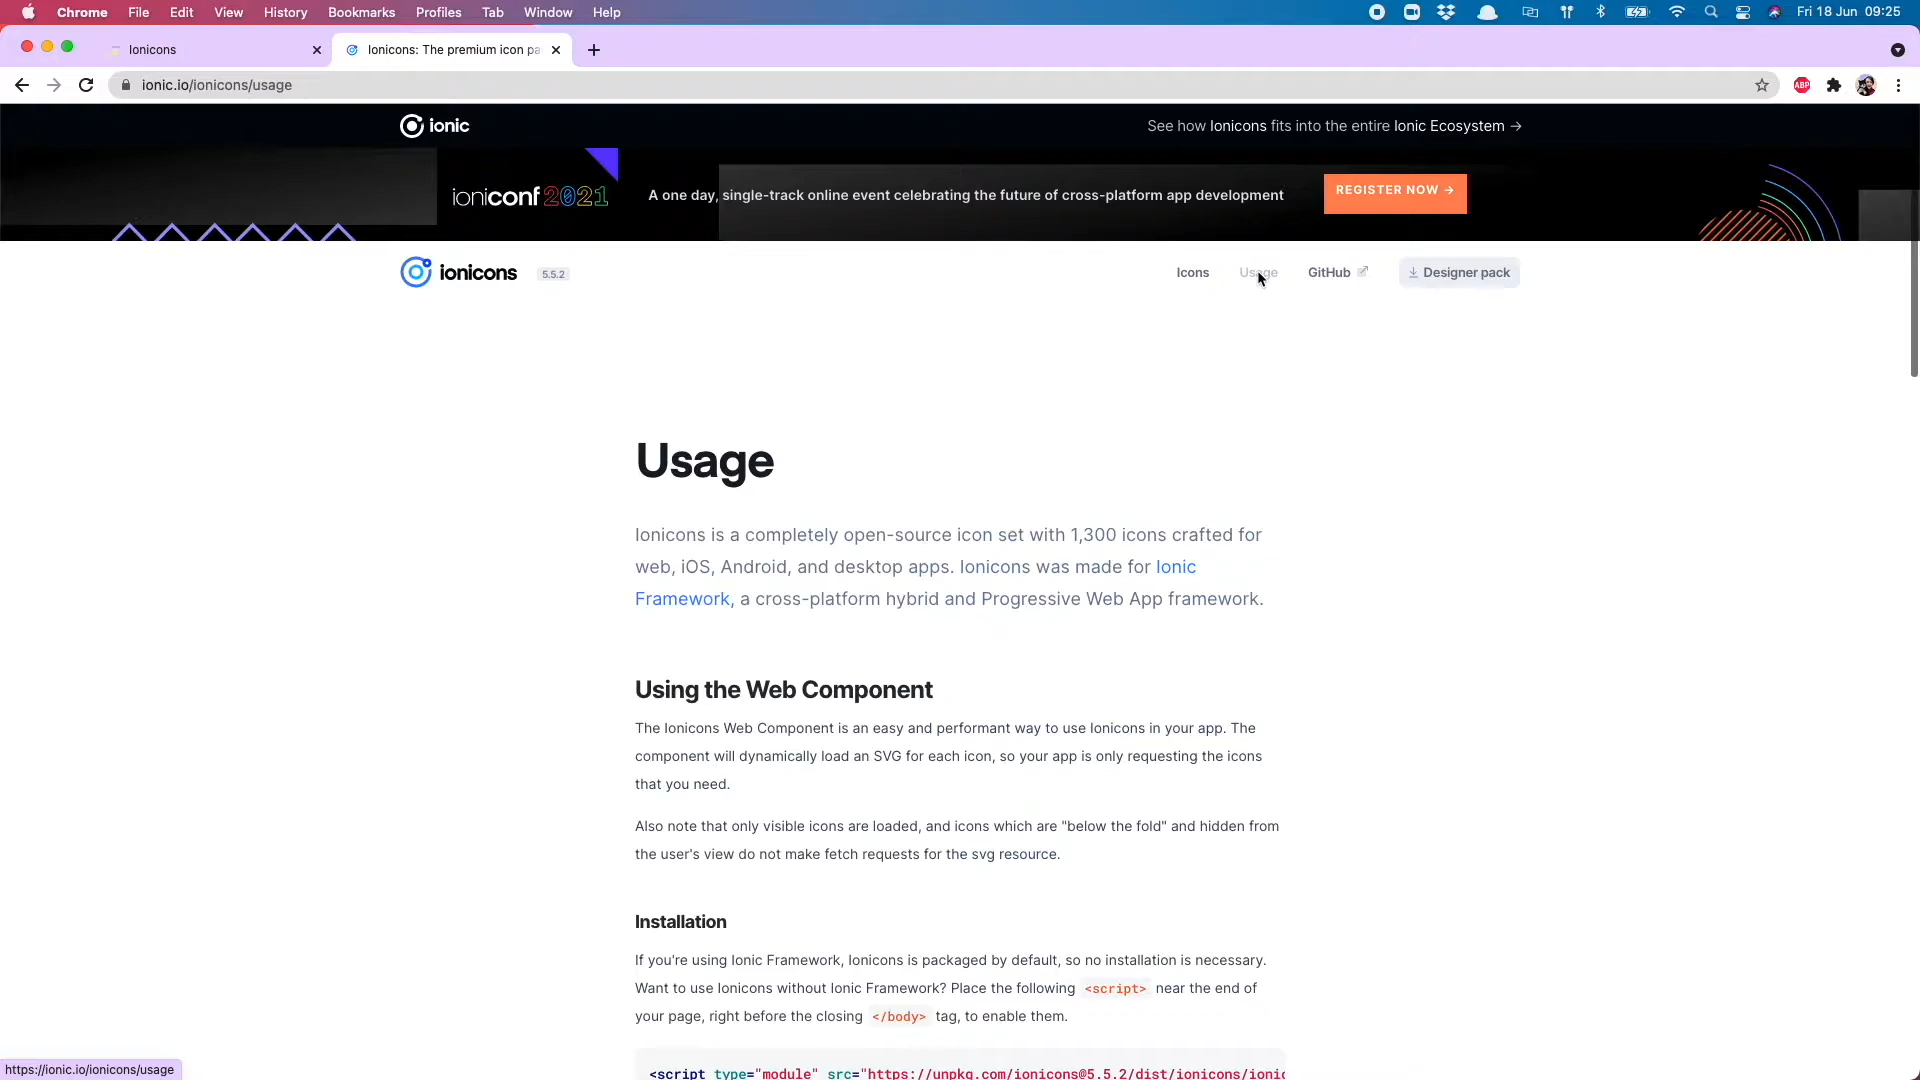 Chrome File Edit View History Bookmarks Profiles Tab Window Help Fri 18 Jun 09:25
Ionicons Ionicons: The premium icon pa
ionic.io/ionicons/usage ABP
ionic See how Ionicons fits into the entire Ionic Ecosystem →
ioniconf 2021 A one day, single-track online event celebrating the future of cross-platform app development REGISTER NOW →
ionicons 5.5.2 Icons Usage GitHub Designer pack
Usage
Ionicons is a completely open-source icon set with 1,300 icons crafted for
web, iOS, Android, and desktop apps. Ionicons was made for Ionic
Framework, a cross-platform hybrid and Progressive Web App framework.
Using the Web Component
The Ionicons Web Component is an easy and performant way to use Ionicons in your app. The
component will dynamically load an SVG for each icon, so your app is only requesting the icons
that you need.
Also note that only visible icons are loaded, and icons which are "below the fold" and hidden from
the user's view do not make fetch requests for the svg resource.
Installation
If you're using Ionic Framework, Ionicons is packaged by default, so no installation is necessary.
Want to use Ionicons without Ionic Framework? Place the following <script> near the end of
your page, right before the closing </body> tag, to enable them.
<script type="module" src="https://unpkg.com/ionicons@5.5.2/dist/ionicons/ionic
https://ionic.io/ionicons/usage